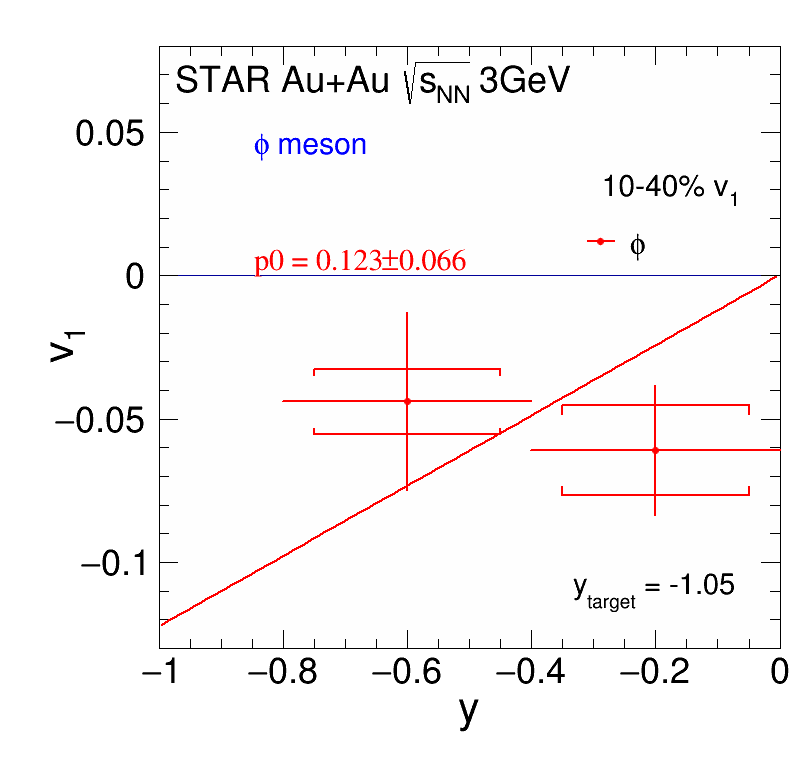 STAR Au+Au √sNN 3GeV
0.05
ϕ meson
10-40% v1
ϕ
p0 = 0.123±0.066
0
v1
−0.05
−0.1
ytarget = -1.05
−1 −0.8 −0.6 −0.4 −0.2 0
y